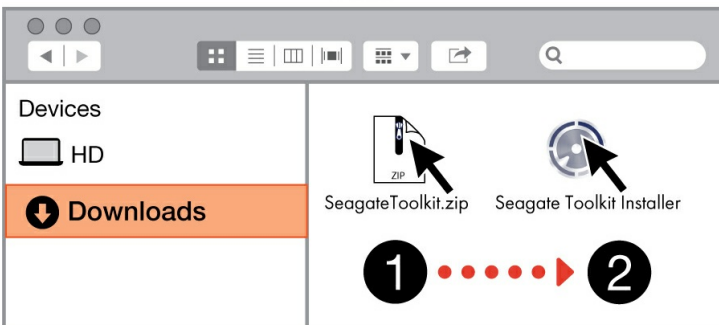 Devices
HD
Downloads
ZIP
SeagateToolkit.zip
Seagate Toolkit Installer
1
2